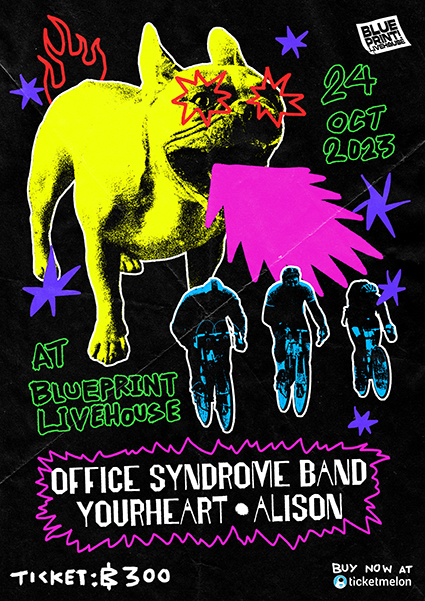 BLUE
PRINT
LIVEHOUSE
24
OCT
2023
AT
BLUEPRINT
LIVEHOUSE
OFFICE SYNDROME BAND
YOURHEART • ALISON
TICKET:฿300
BUY NOW AT
ticketmelon